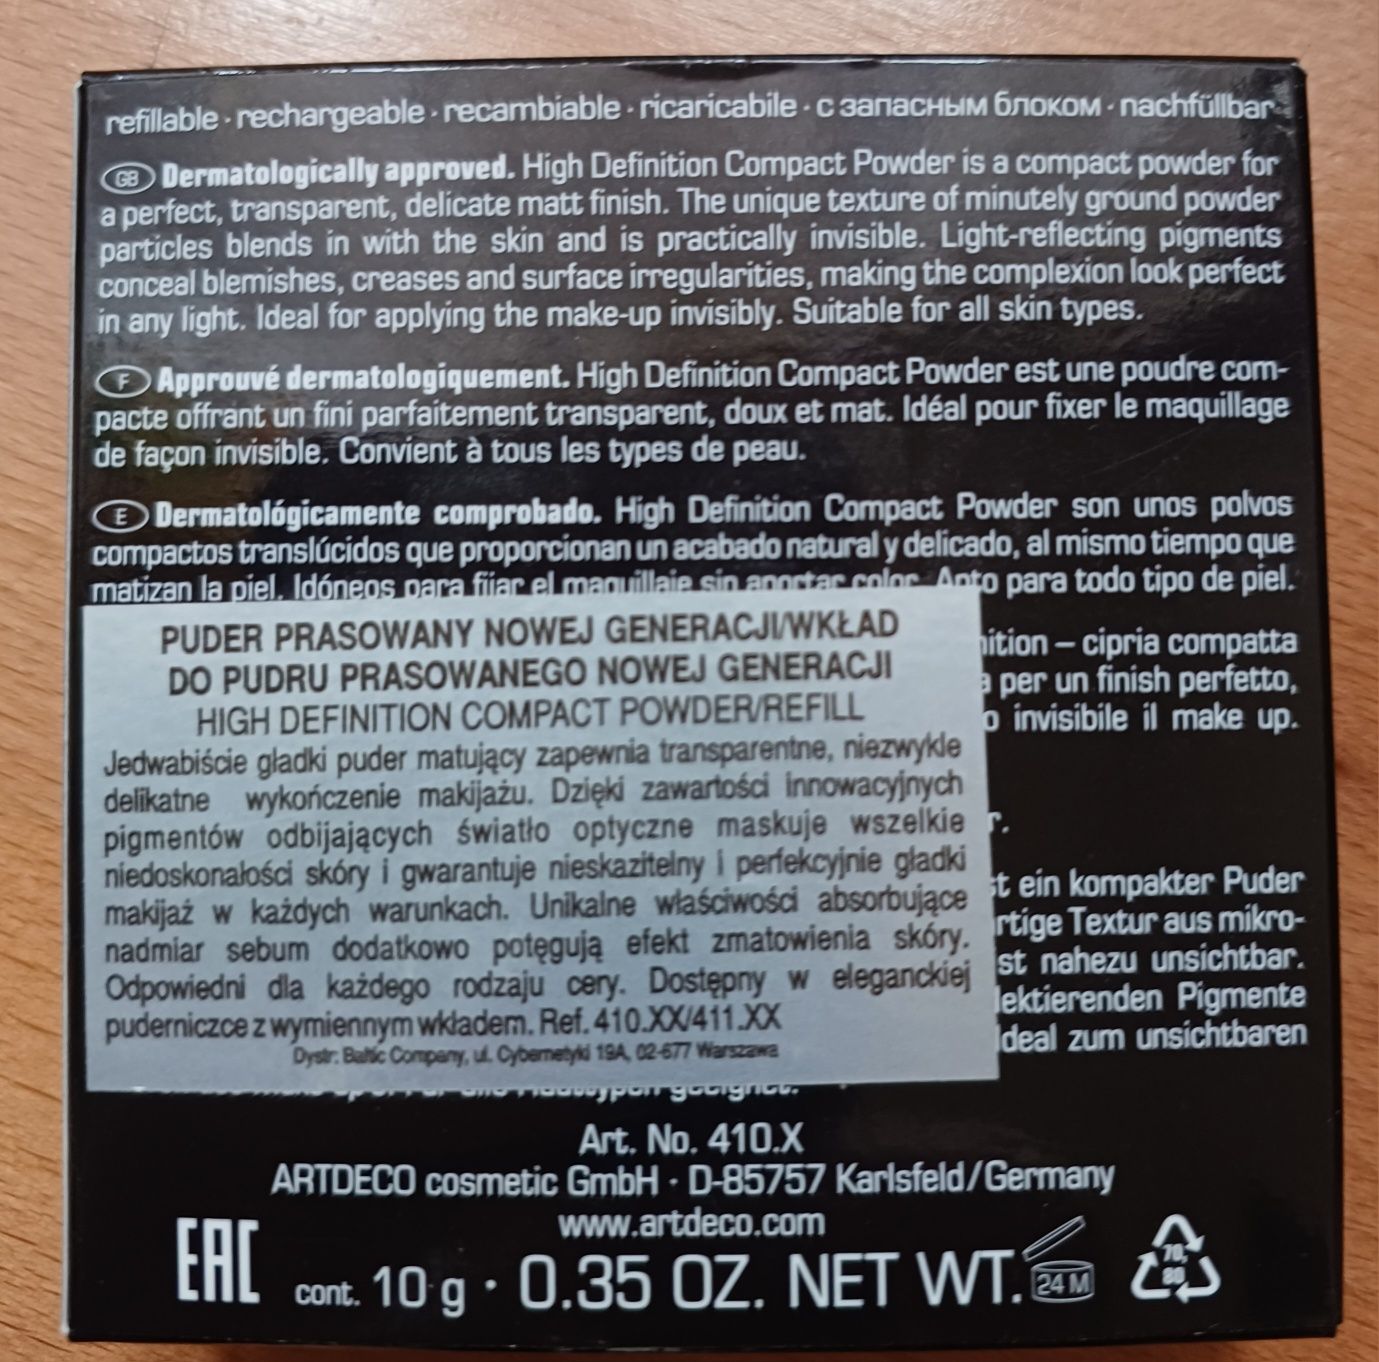 refillable · rechargeable · recambiable · ricaricabile · с запасным блоком · nachfüllbar
GB Dermatologically approved. High Definition Compact Powder is a compact powder for
a perfect, transparent, delicate matt finish. The unique texture of minutely ground powder
particles blends in with the skin and is practically invisible. Light-reflecting pigments
conceal blemishes, creases and surface irregularities, making the complexion look perfect
in any light. Ideal for applying the make-up invisibly. Suitable for all skin types.
F Approuvé dermatologiquement. High Definition Compact Powder est une poudre com-
pacte offrant un fini parfaitement transparent, doux et mat. Idéal pour fixer le maquillage
de façon invisible. Convient à tous les types de peau.
E Dermatológicamente comprobado. High Definition Compact Powder son unos polvos
compactos translúcidos que proporcionan un acabado natural y delicado, al mismo tiempo que
matizan la piel. Idóneos para fijar el maquillaje sin aportar color. Apto para todo tipo de piel.
PUDER PRASOWANY NOWEJ GENERACJI/WKŁAD
DO PUDRU PRASOWANEGO NOWEJ GENERACJI
HIGH DEFINITION COMPACT POWDER/REFILL
Jedwabiście gładki puder matujący zapewnia transparentne, niezwykle
delikatne wykończenie makijażu. Dzięki zawartości innowacyjnych
pigmentów odbijających światło optyczne maskuje wszelkie
niedoskonałości skóry i gwarantuje nieskazitelny i perfekcyjnie gładki
makijaż w każdych warunkach. Unikalne właściwości absorbujące
nadmiar sebum dodatkowo potęgują efekt zmatowienia skóry.
Odpowiedni dla każdego rodzaju cery. Dostępny w eleganckiej
puderniczce z wymiennym wkładem. Ref. 410.XX/411.XX
Dystr: Baltic Company, ul. Cybernetyki 19A, 02-677 Warszawa
– cipria compatta
per un finish perfetto,
invisibile il make up.
ein kompakter Puder
Textur aus mikro-
nahezu unsichtbar.
Pigmente
zum unsichtbaren
geeignet.
Art. No. 410.X
ARTDECO cosmetic GmbH · D-85757 Karlsfeld/Germany
www.artdeco.com
EAC cont. 10 g · 0.35 OZ. NET WT. 24 M
70,
80